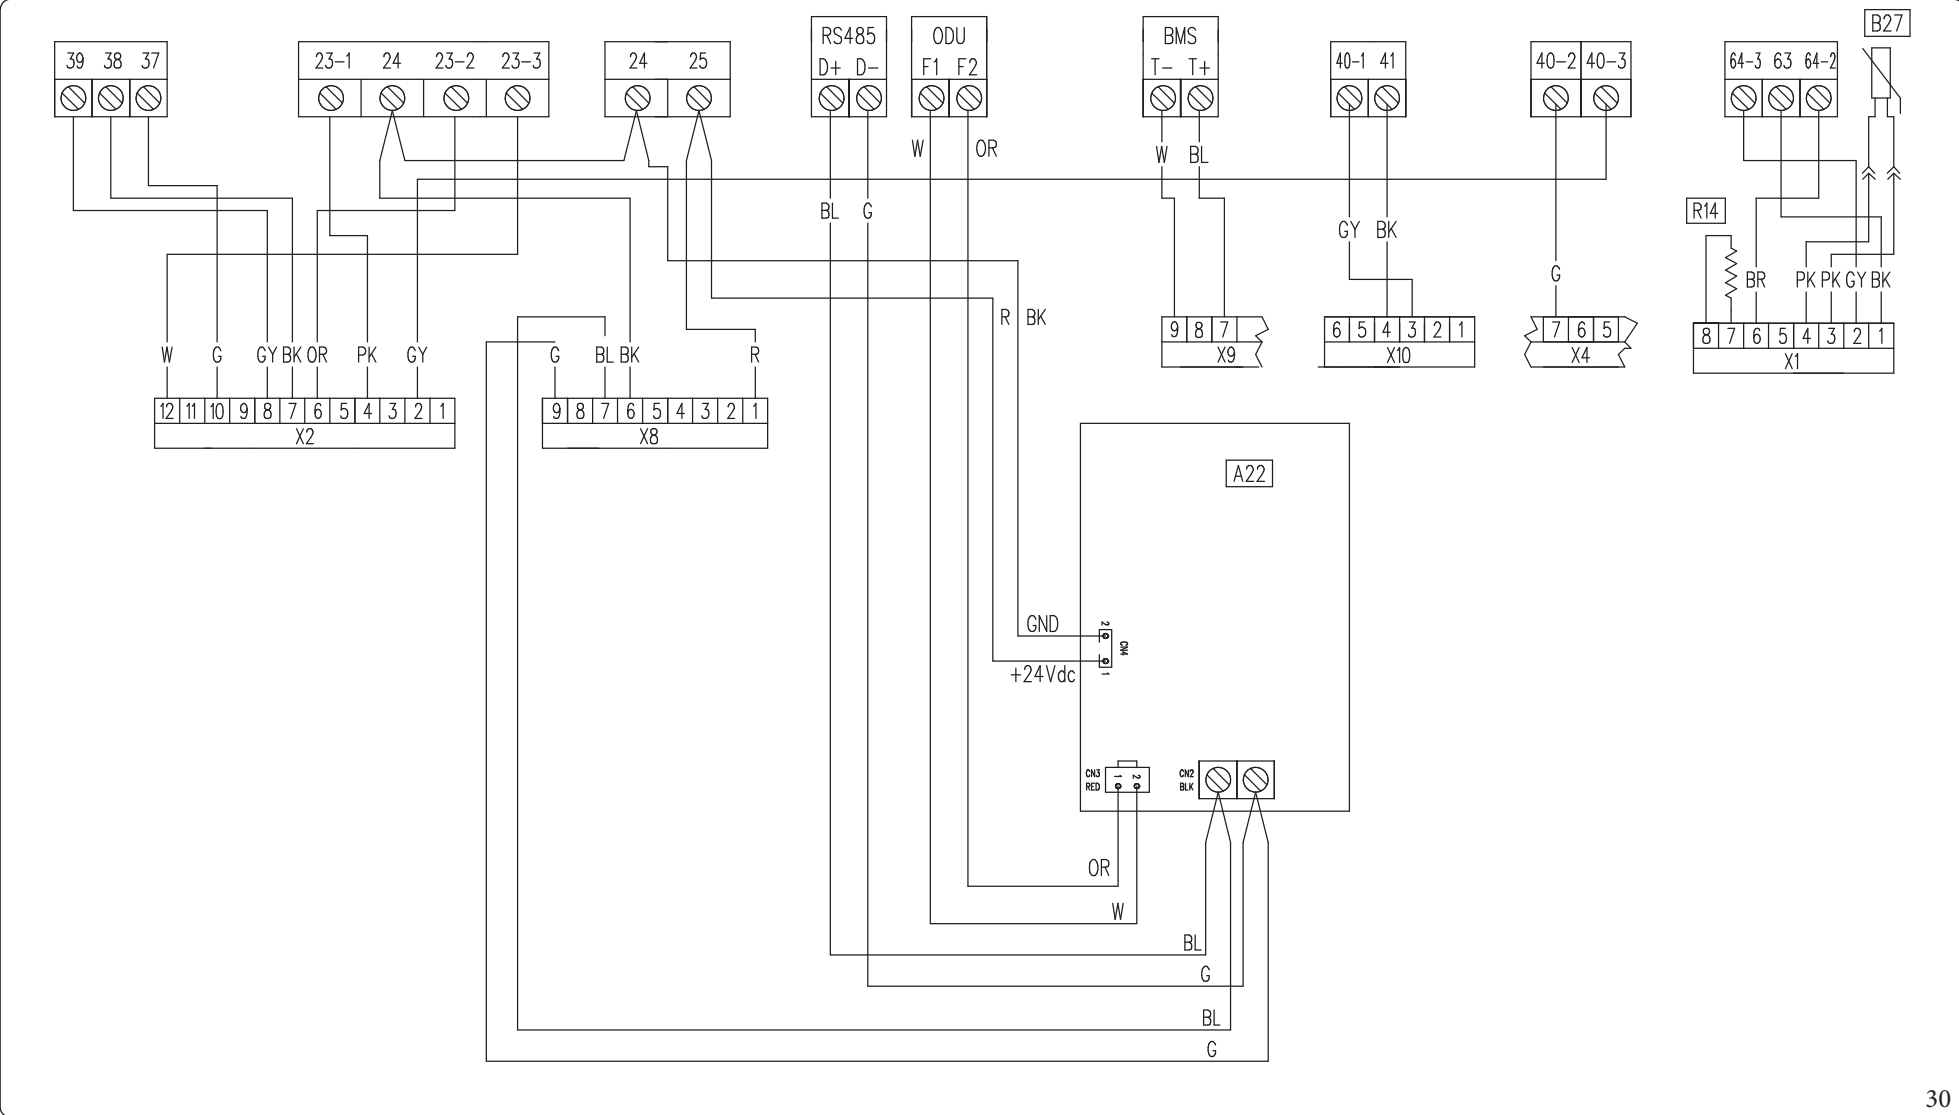 B27
RS485 ODU BMS
39 38 37 23-1 24 23-2 23-3 24 25 D+ D- F1 F2 T- T+ 40-1 41 40-2 40-3 64-3 63 64-2
W OR W BL
BL G R14
GY BK
G BR PK PK GY BK
R BK
9 8 7 6 5 4 3 2 1 7 6 5 8 7 6 5 4 3 2 1
W G GY BK OR PK GY G BL BK R X9 X10 X4 X1
12 11 10 9 8 7 6 5 4 3 2 1 9 8 7 6 5 4 3 2 1
X2 X8
A22
GND 2
CN4
+24Vdc 1
CN3 1 2 CN2
RED BLK
OR
W
BL
G
BL
G
30